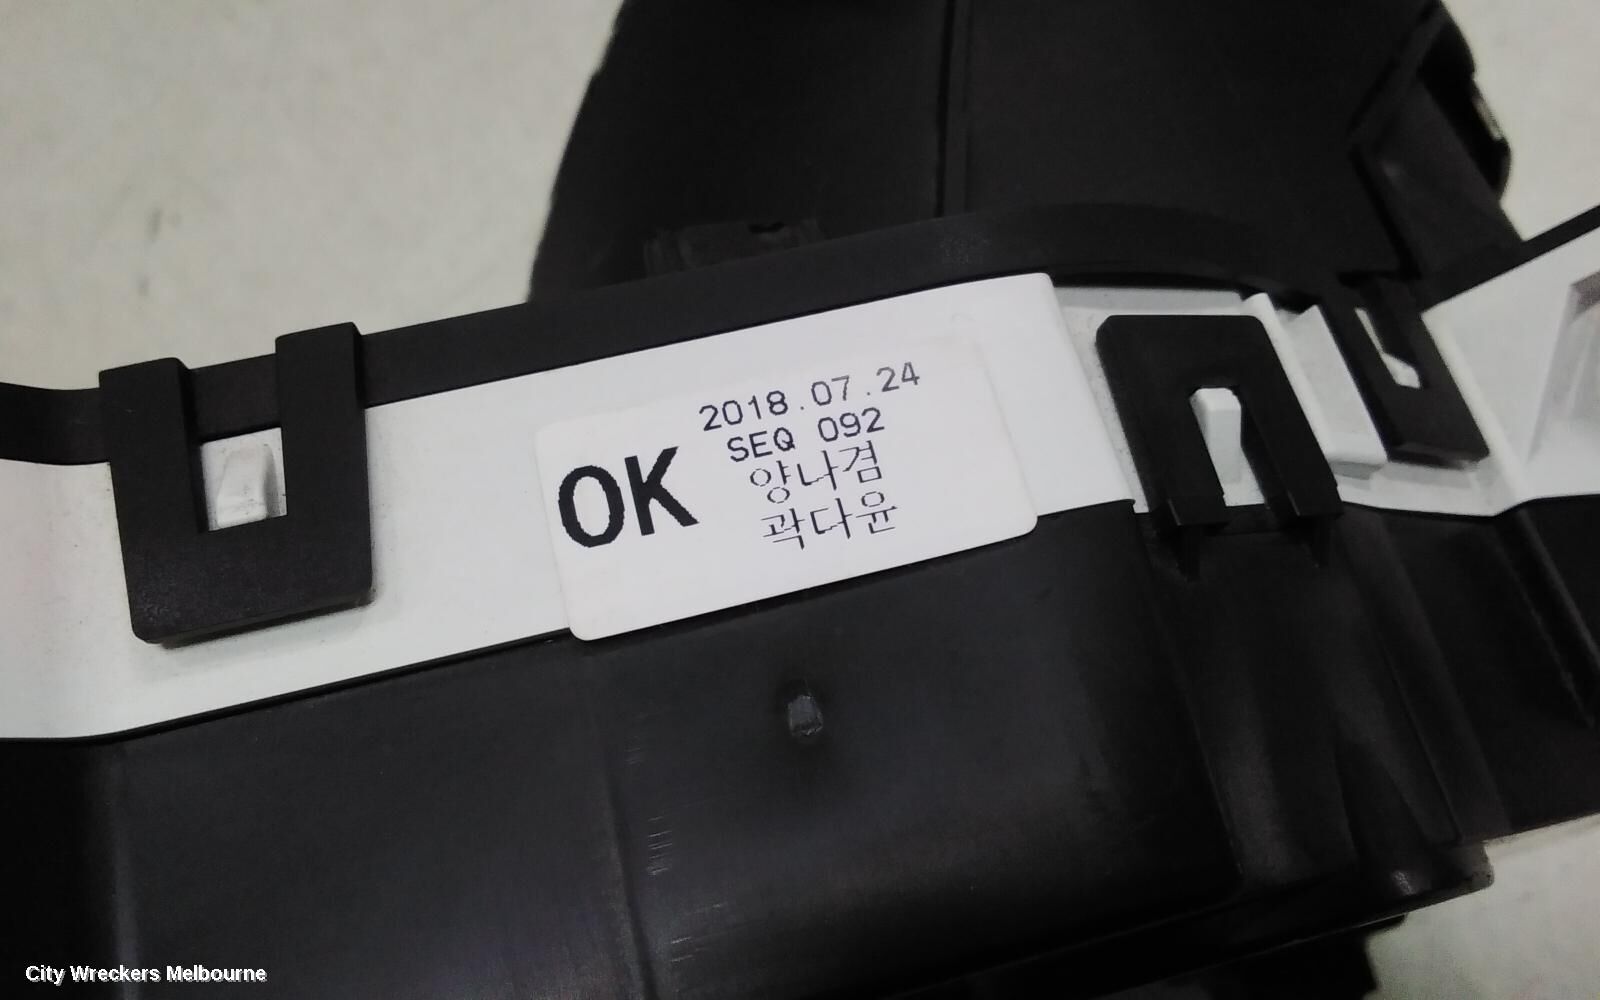 OK
2018.07.24
SEQ 092
양나겸
곽다윤
City Wreckers Melbourne